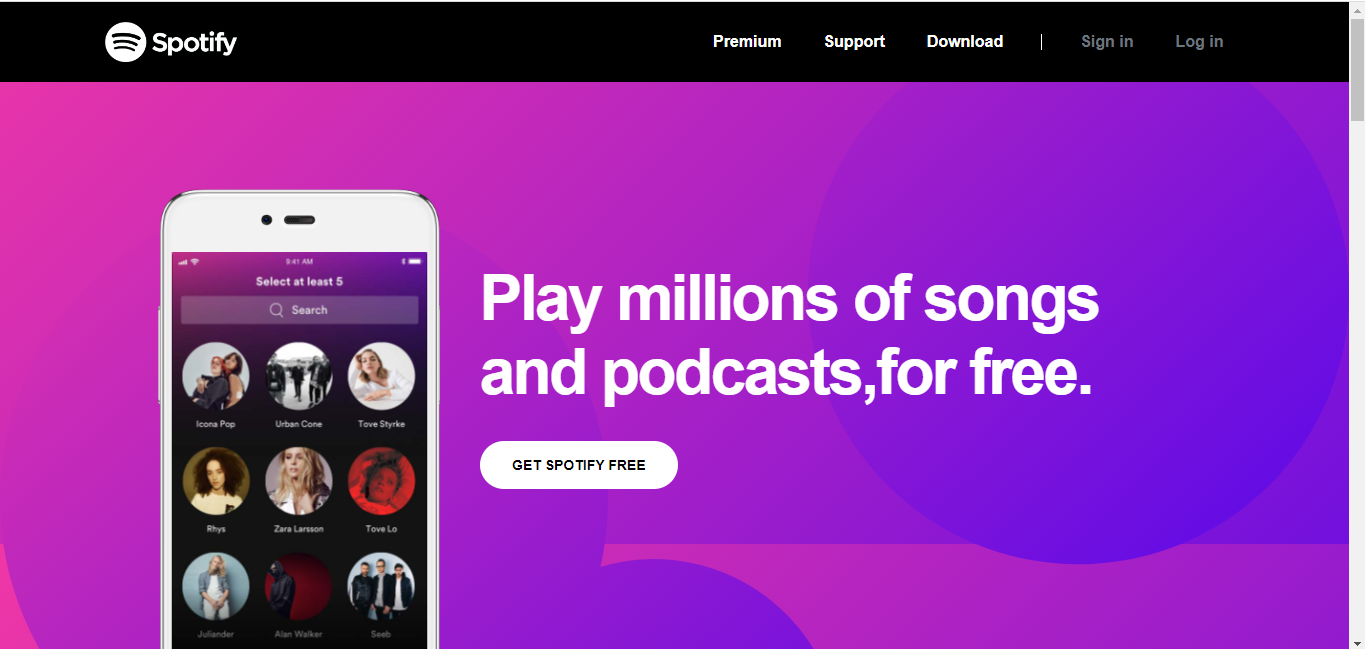 Spotify
Premium Support Download | Sign in Log in
9:41 AM
Select at least 5
Search
Icona Pop Urban Cone Tove Styrke
Rhys Zara Larsson Tove Lo
Juliander Alan Walker Seeb
Play millions of songs
and podcasts,for free.
GET SPOTIFY FREE